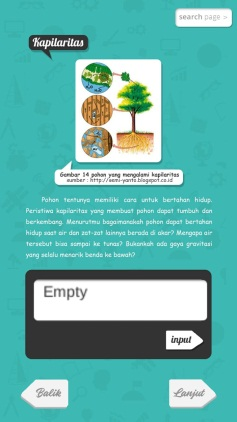 search page »
Kapilaritas
Gambar 14 pohon yang mengalami kapilaritas
sumber : http://semi-yanto.blogspot.co.id
Pohon tentunya memiliki cara untuk bertahan hidup.
Peristiwa kapilaritas yang membuat pohon dapat tumbuh dan
berkembang. Menurutmu bagaimanakah pohon dapat bertahan
hidup saat air dan zat-zat lainnya berada di akar? Mengapa air
tersebut bisa sampai ke tunas? Bukankah ada gaya gravitasi
yang selalu menarik benda ke bawah?
Empty
input
Balik
Lanjut